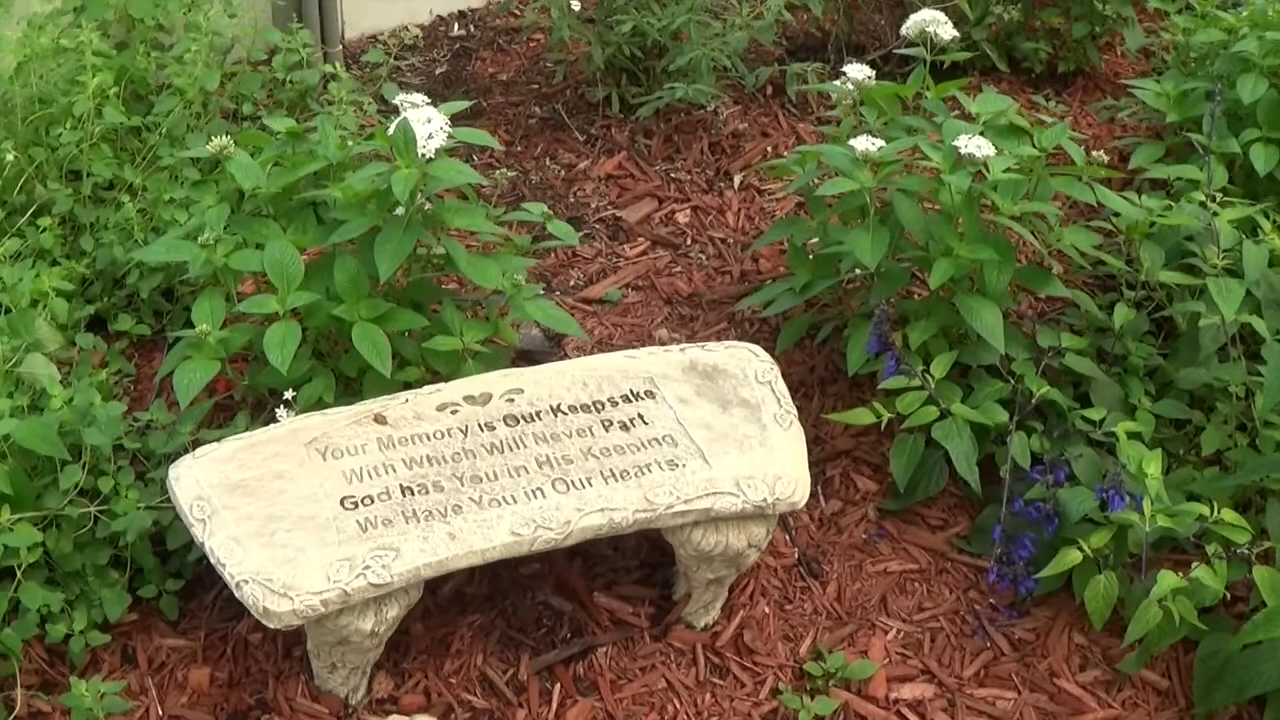 Your Memory is Our Keepsake
With Which Will Never Part
God has You in His Keeping
We Have You in Our Hearts.